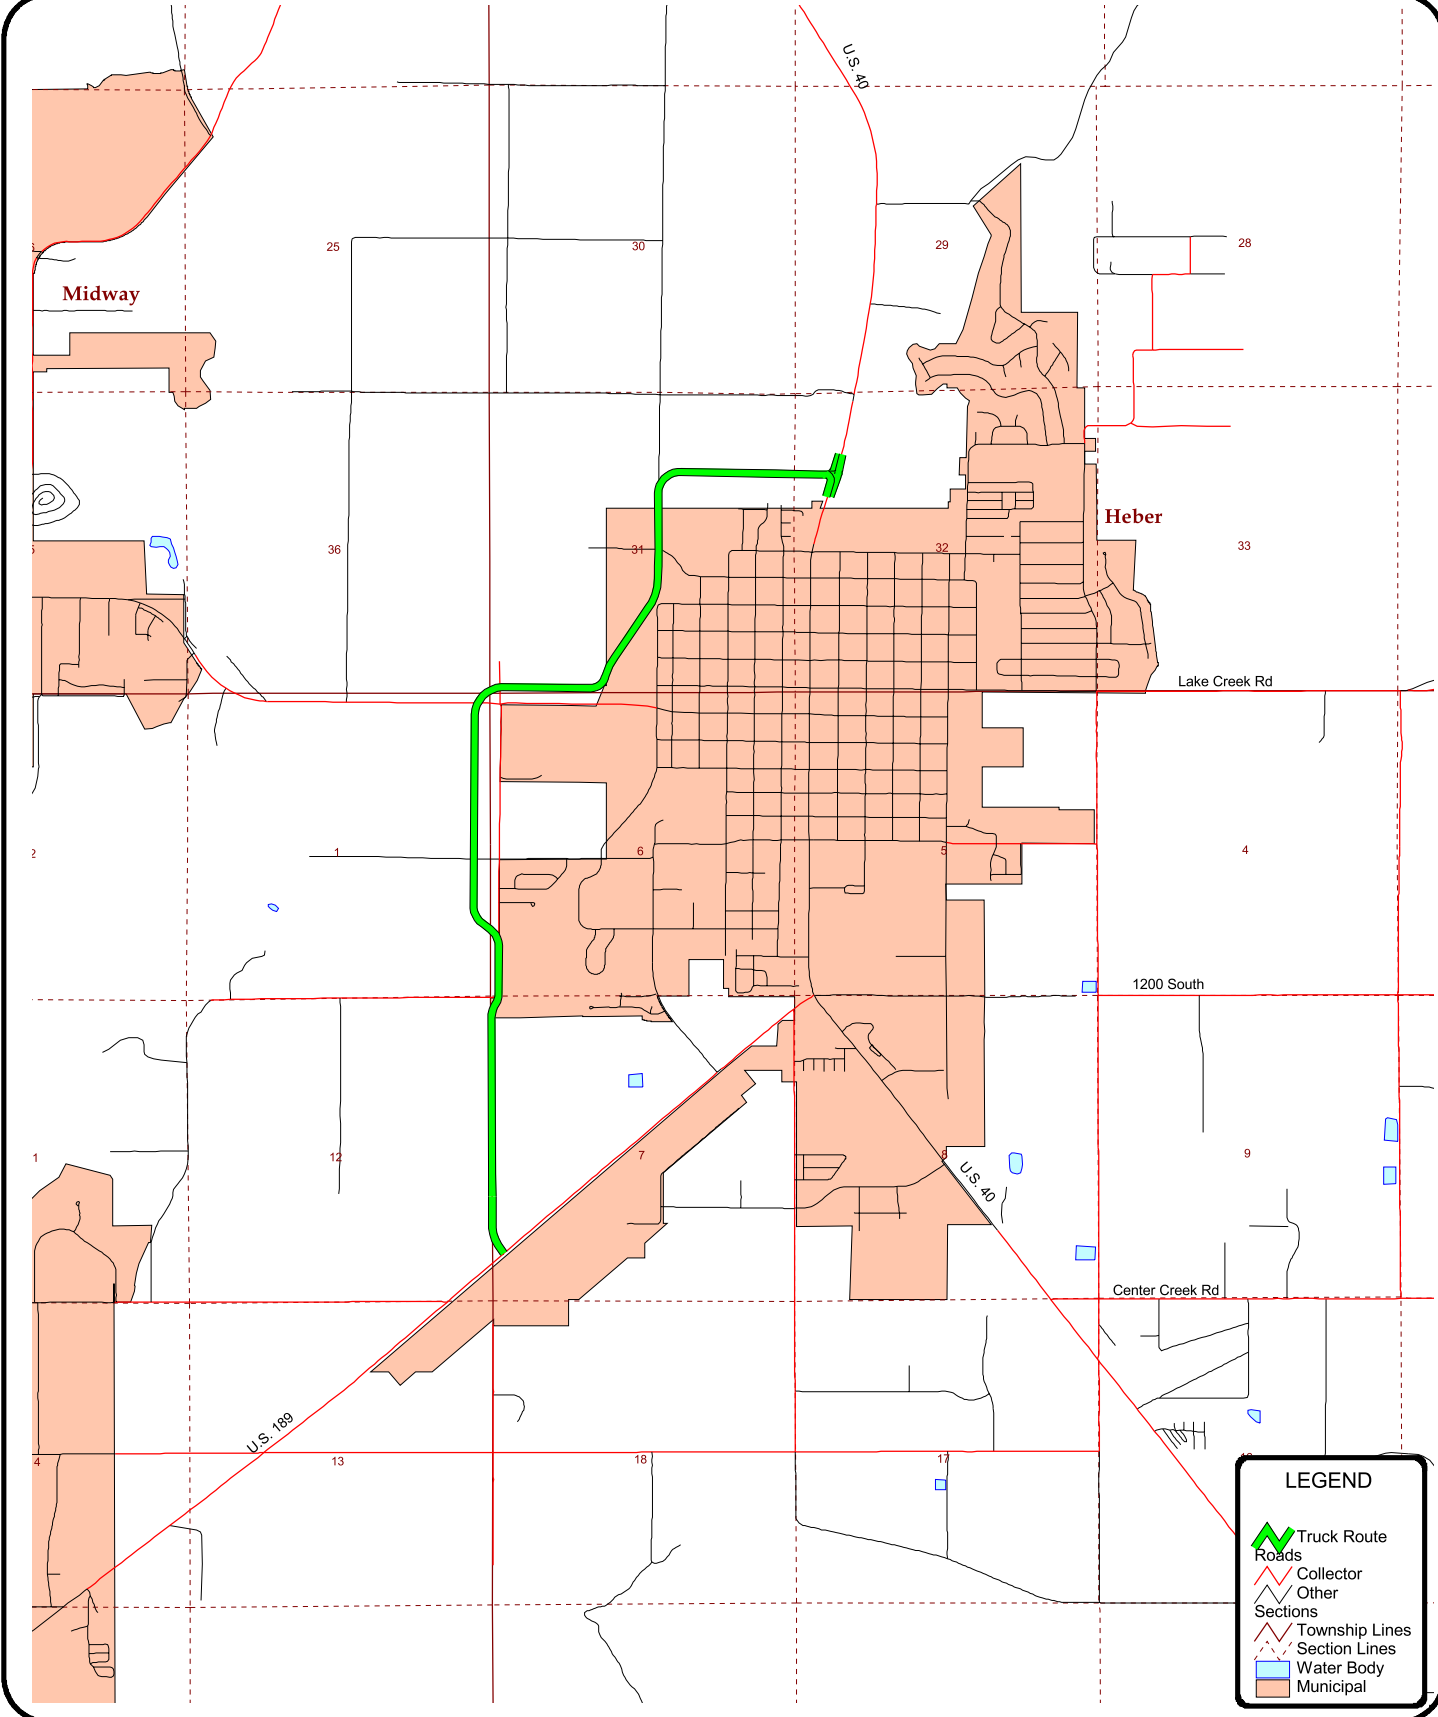 U.S. 40
25
30
29
28
Midway
Heber
36
31
32
33
Lake Creek Rd
2
1
6
5
4
1200 South
1
12
7
8
9
U.S. 40
Center Creek Rd
U.S. 189
4
13
18
17
LEGEND
Truck Route
Roads
Collector
Other
Sections
Township Lines
Section Lines
Water Body
Municipal